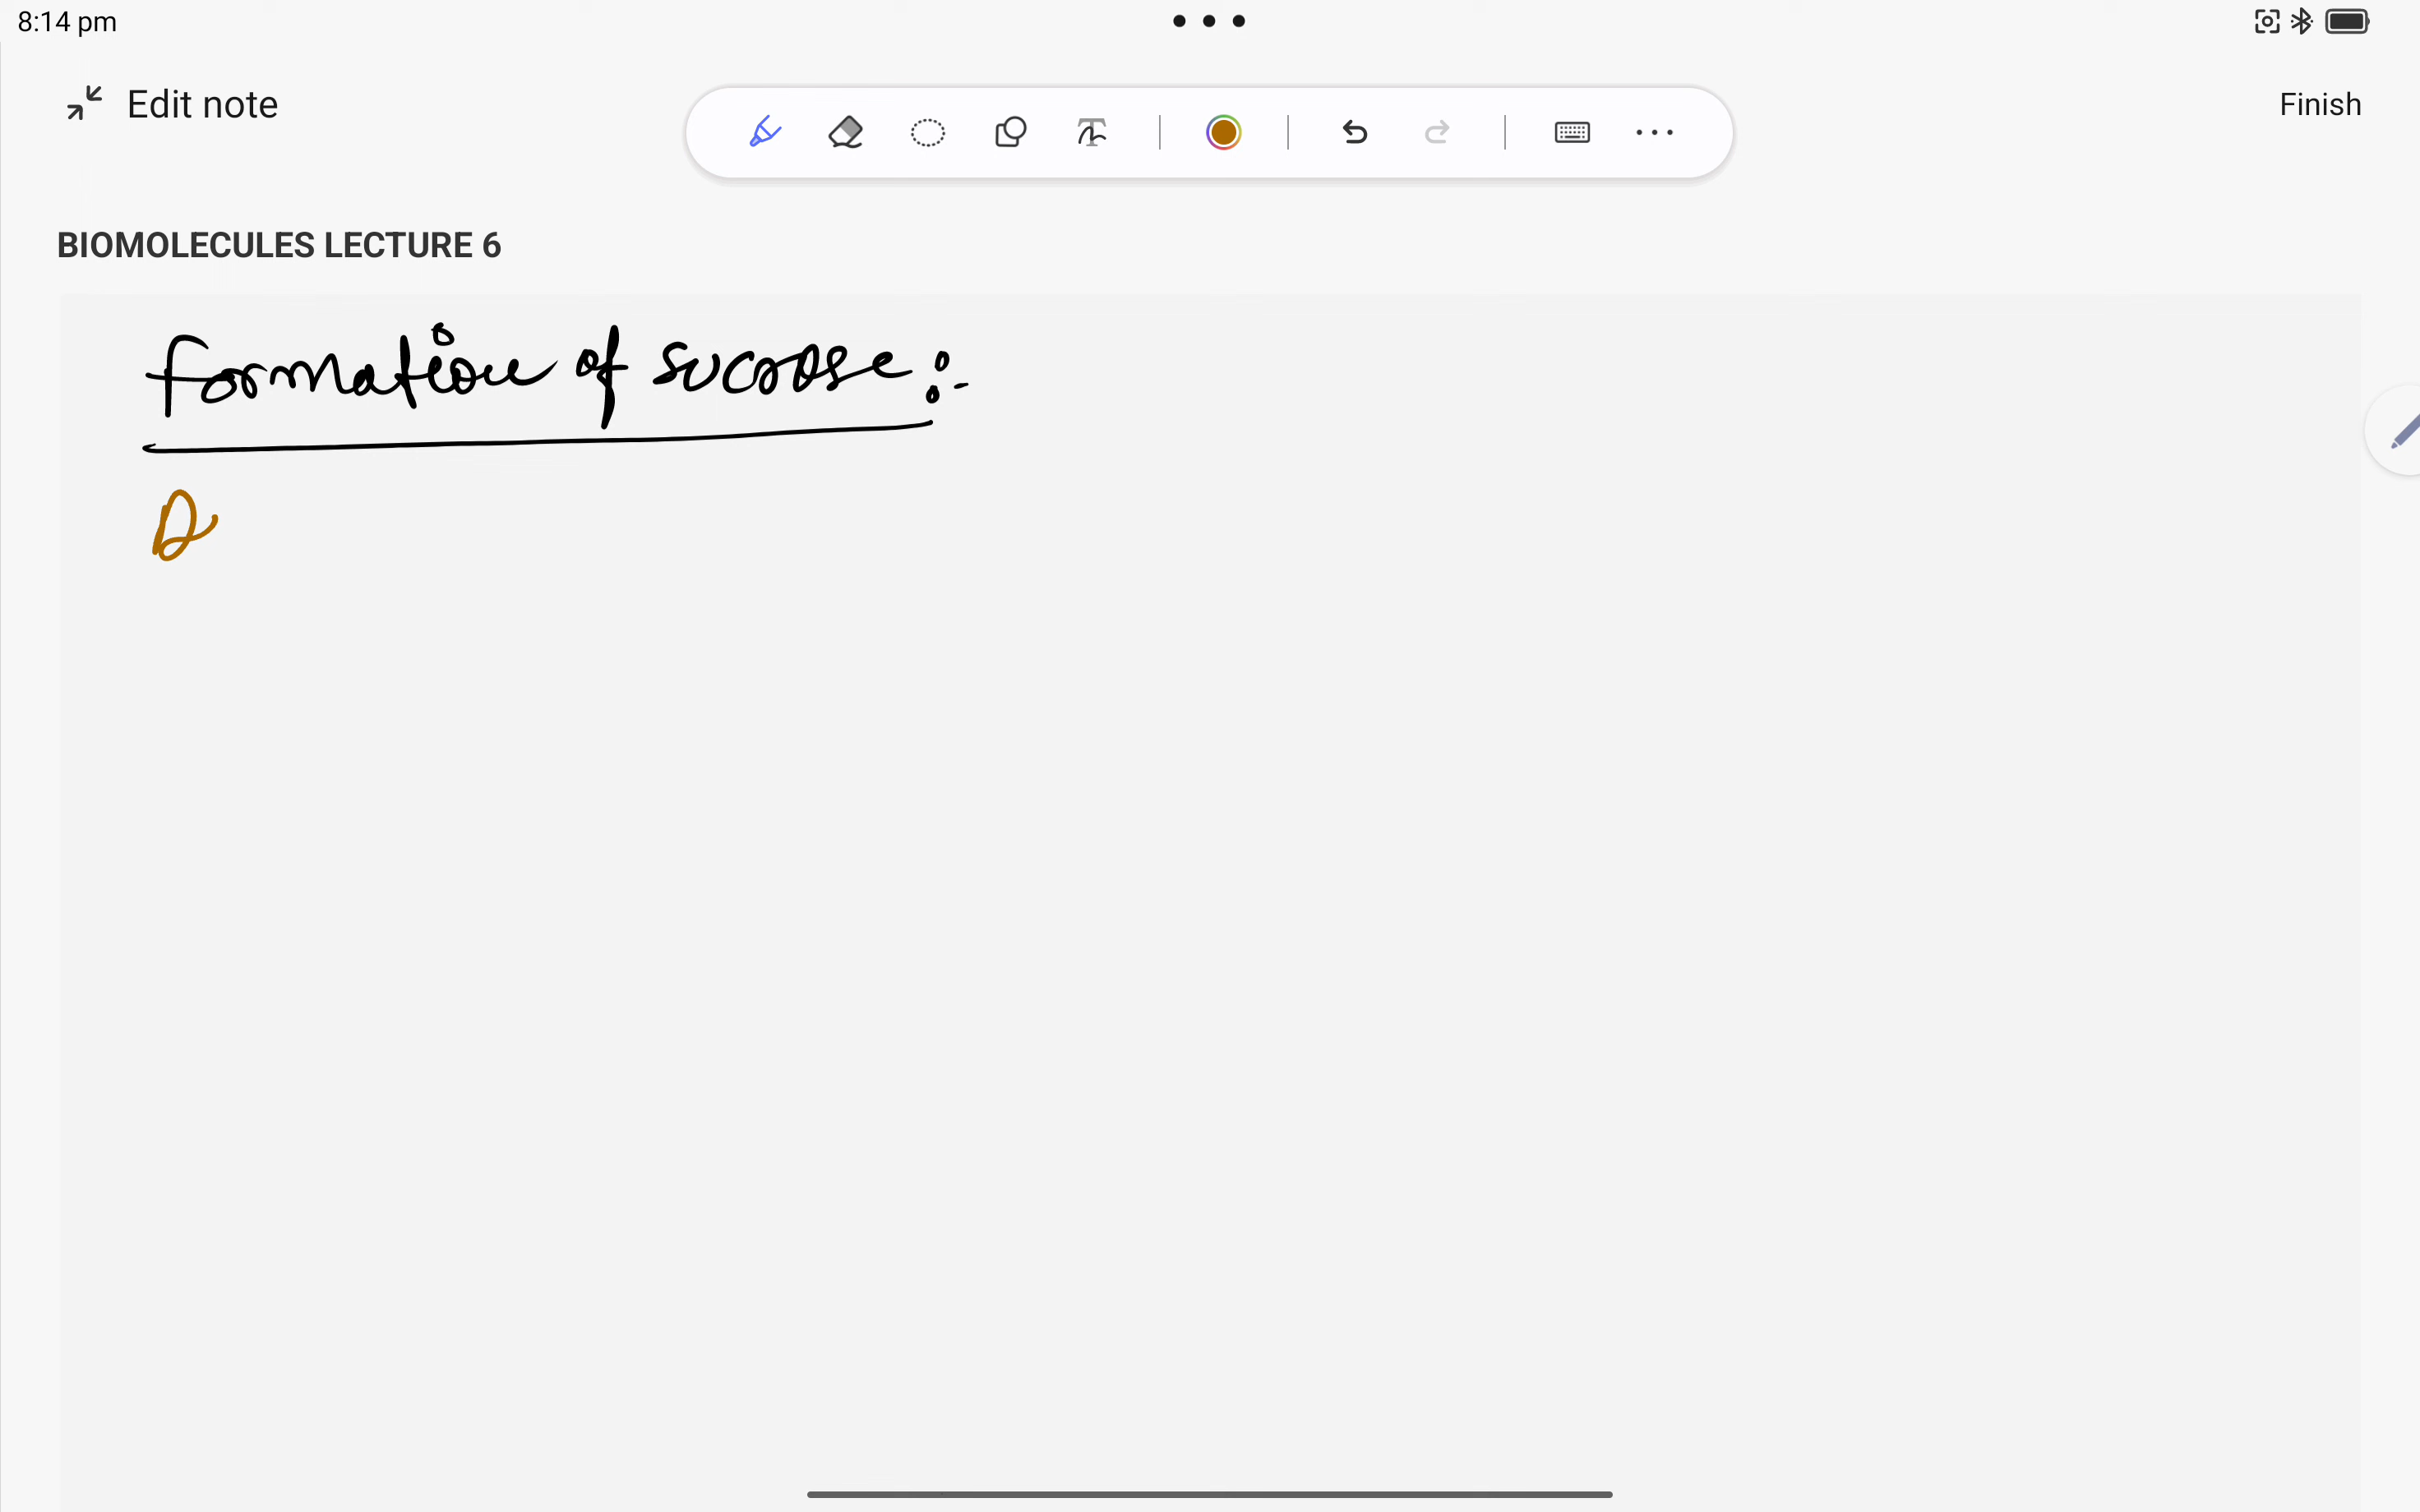 8:14 pm
Edit note
Finish
BIOMOLECULES LECTURE 6
Formation of sucrose :-
D